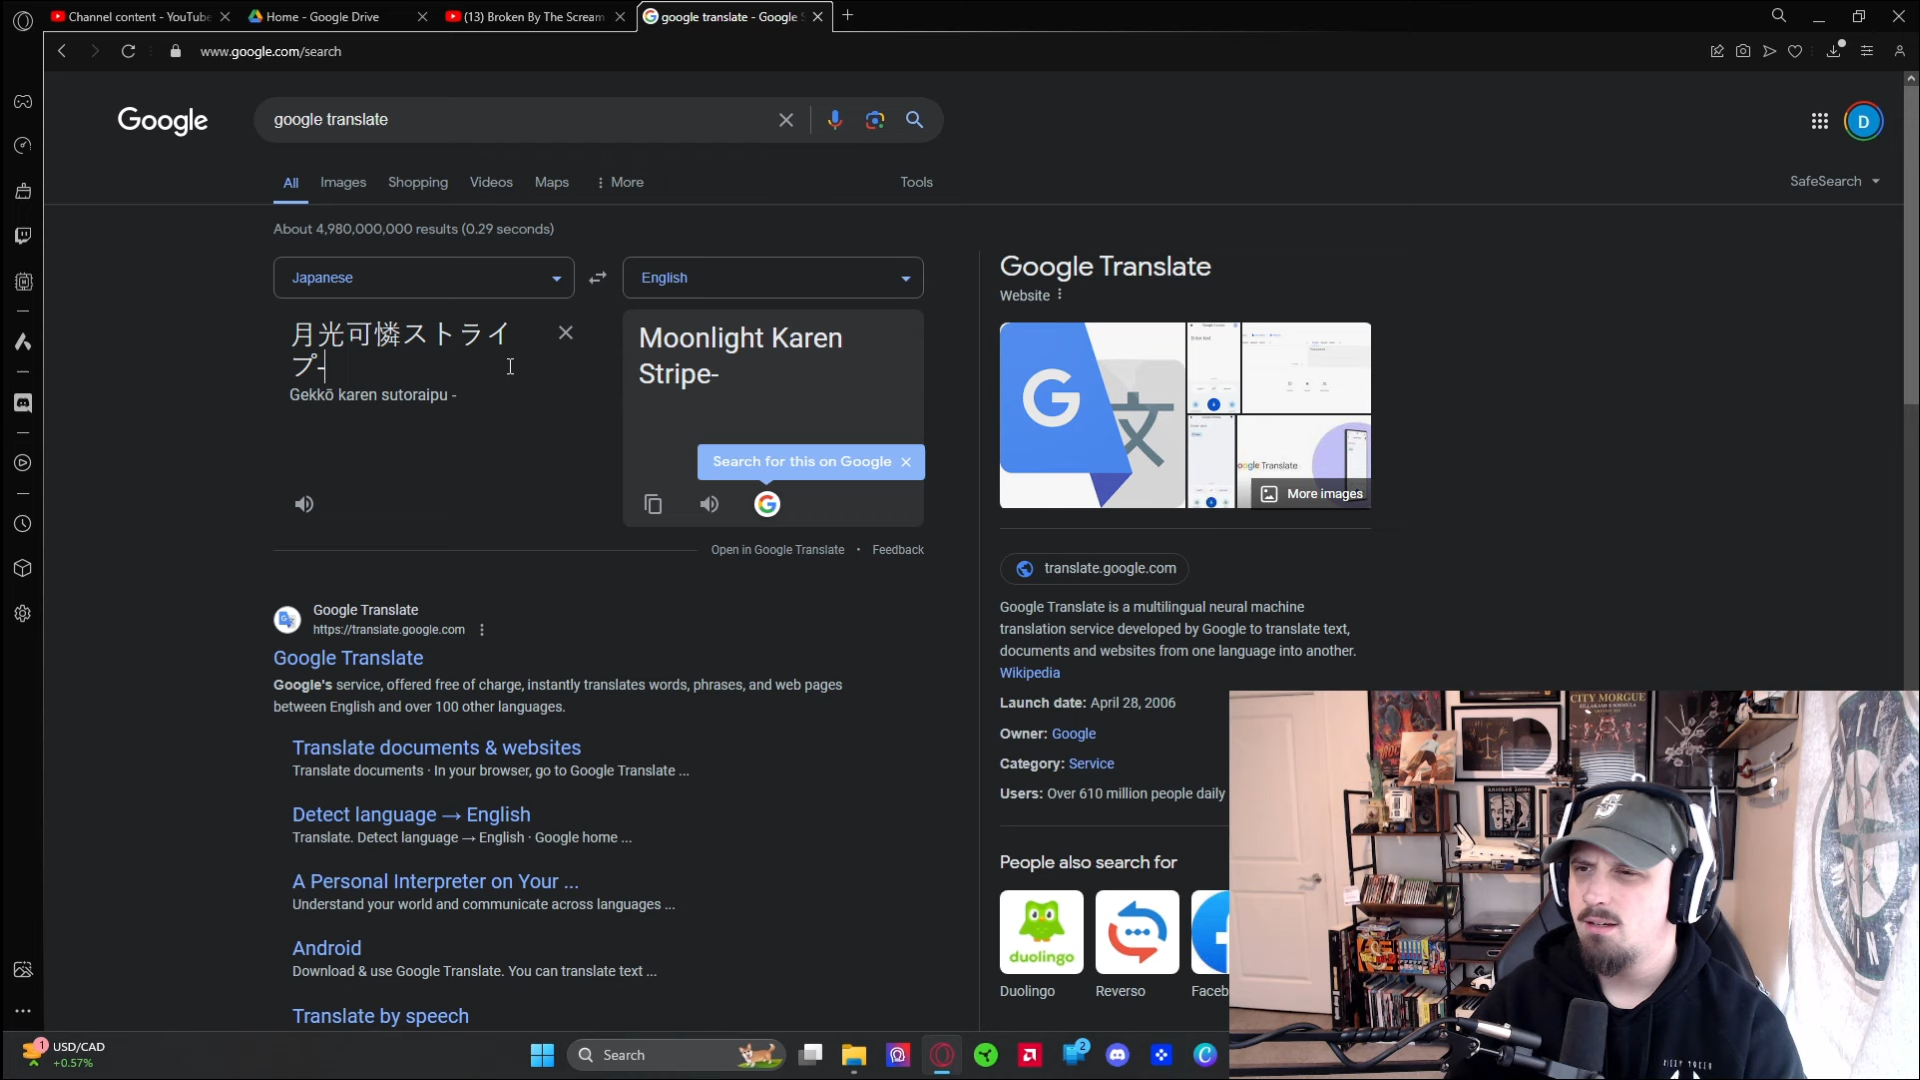 Channel content - YouTube
Home - Google Drive
(13) Broken By The Scream
google translate - Google S
www.google.com/search
Google
google translate
D
All
Images
Shopping
Videos
Maps
More
Tools
SafeSearch
About 4,980,000,000 results (0.29 seconds)
Japanese
English
月光可憐ストライ
プ-
Gekkō karen sutoraipu -
Moonlight Karen
Stripe-
Search for this on Google
Open in Google Translate
Feedback
Google Translate
https://translate.google.com
Google Translate
Google's service, offered free of charge, instantly translates words, phrases, and web pages
between English and over 100 other languages.
Translate documents & websites
Translate documents · In your browser, go to Google Translate ...
Detect language → English
Translate. Detect language → English · Google home ...
A Personal Interpreter on Your ...
Understand your world and communicate across languages ...
Android
Download & use Google Translate. You can translate text ...
Translate by speech
Google Translate
Website
G
文
oogle Translate
More images
translate.google.com
Google Translate is a multilingual neural machine
translation service developed by Google to translate text,
documents and websites from one language into another.
Wikipedia
Launch date: April 28, 2006
Owner: Google
Category: Service
Users: Over 610 million people daily
People also search for
duolingo
Duolingo
Reverso
Faceb
CITY MORGUE
1
USD/CAD
+0.57%
Search
2